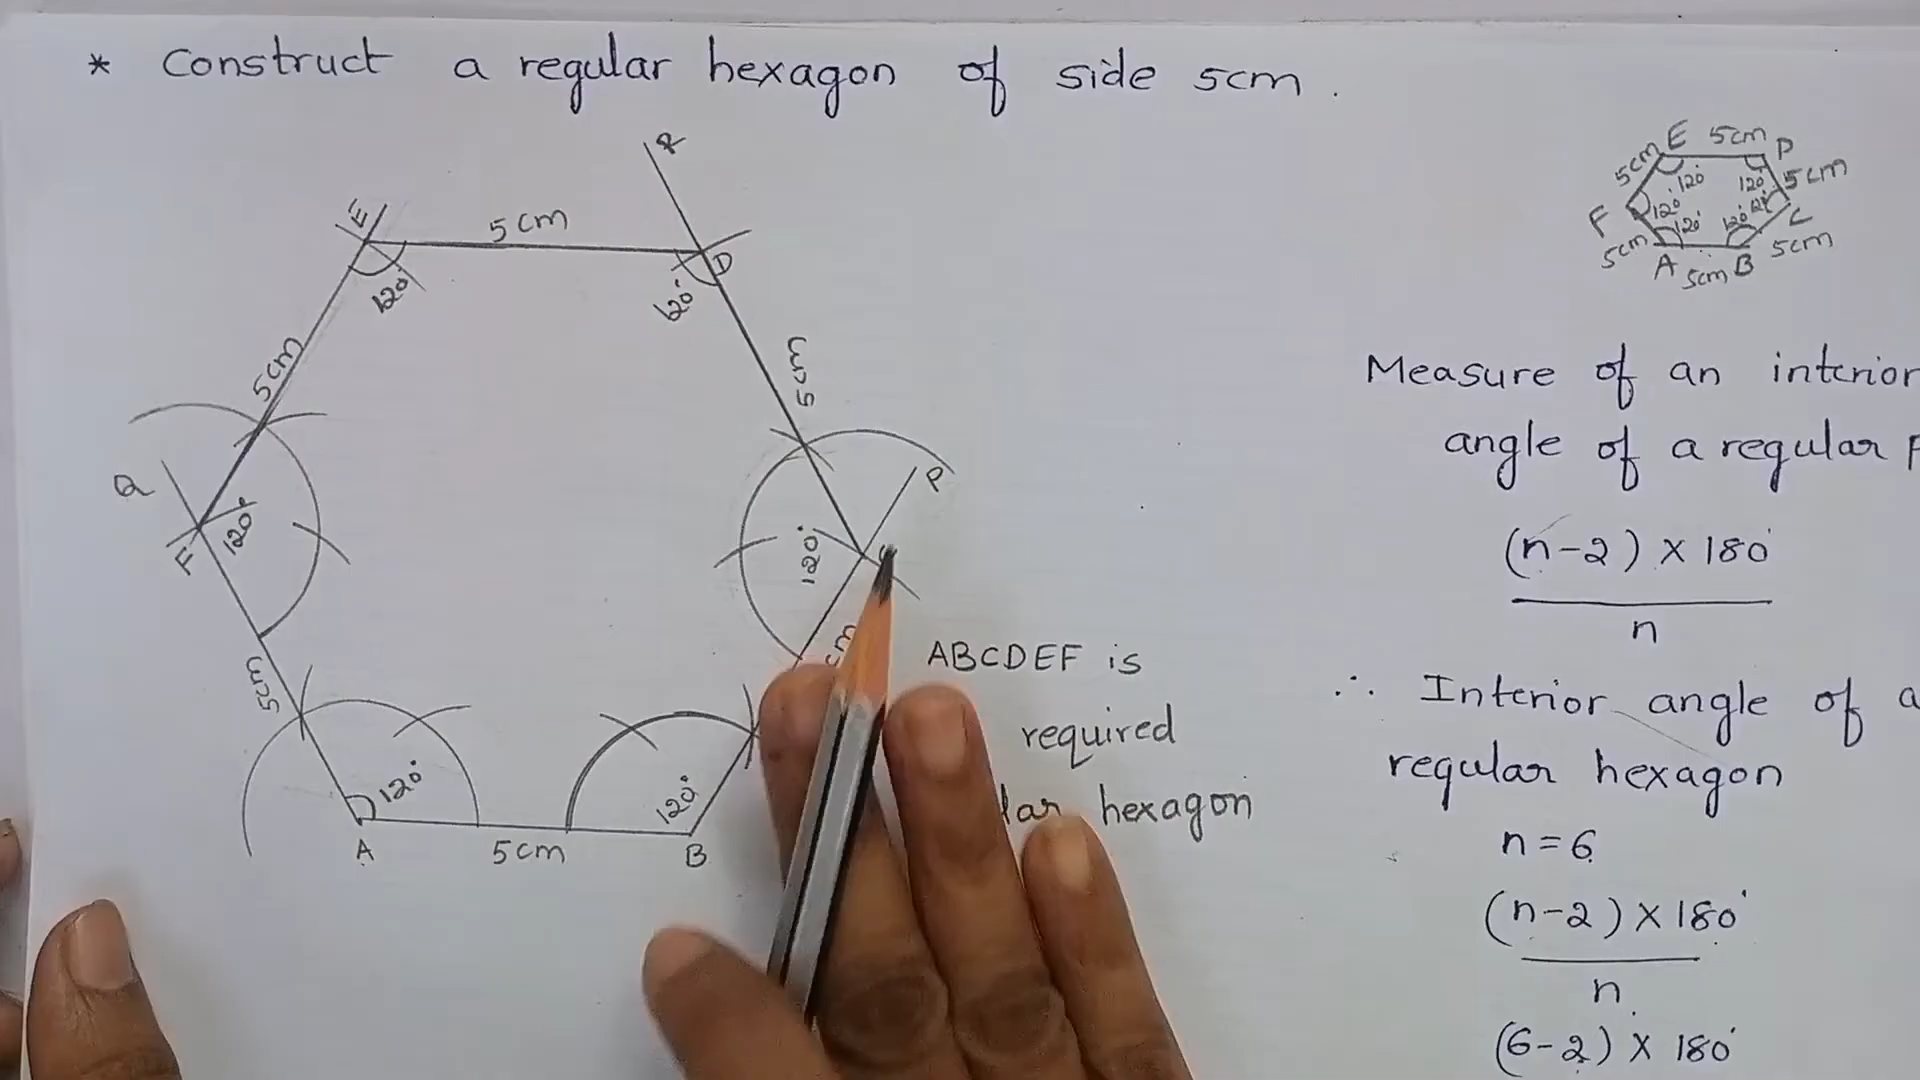 * Construct a regular hexagon of side 5cm.
R
E
5cm
D
120°
120°
5cm
5cm
Q
P
F
120°
120°
5cm
cm
120°
120°
A
5cm
B
ABCDEF is
required
lar hexagon
E 5cm P
5cm
120°
120°
5cm
F
120°
120°
120°
C
5cm
5cm
A
5cm
B
Measure of an interior
angle of a regular
(n-2) × 180°
n
∴ Interior angle of a
regular hexagon
n = 6
(n-2) × 180°
n
(6-2) × 180°